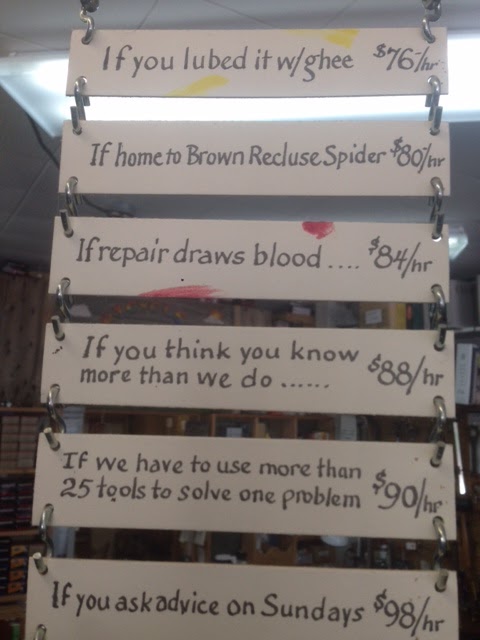 If you lubed it w/ghee $76/hr
If home to Brown Recluse Spider $80/hr
If repair draws blood .... $84/hr
If you think you know
more than we do ...... $88/hr
If we have to use more than
25 tools to solve one problem $90/hr
If you ask advice on Sundays $98/hr